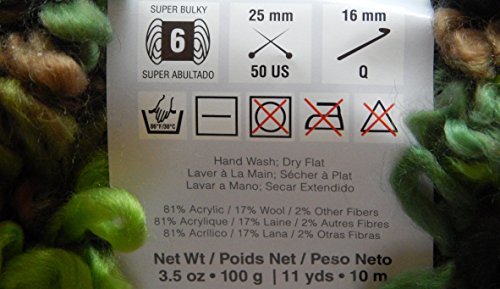 SUPER BULKY
6
SUPER ABULTADO
25 mm
50 US
16 mm
Q
86°F/30°C
Hand Wash; Dry Flat
Laver à La Main; Sécher à Plat
Lavar a Mano; Secar Extendido
81% Acrylic / 17% Wool / 2% Other Fibers
81% Acrylique / 17% Laine / 2% Autres Fibres
81% Acrílico / 17% Lana / 2% Otras Fibras
Net Wt / Poids Net / Peso Neto
3.5 oz • 100 g | 11 yds • 10 m